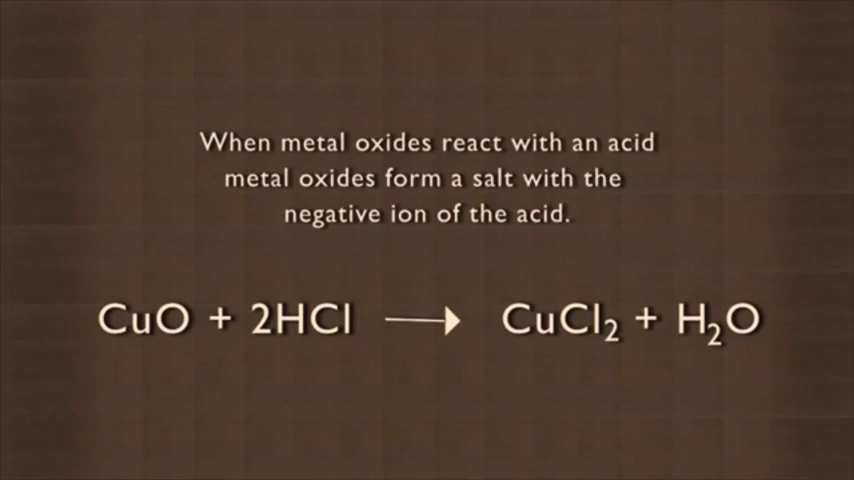 When metal oxides react with an acid
metal oxides form a salt with the
negative ion of the acid.
CuO + 2HCl → CuCl₂ + H₂O